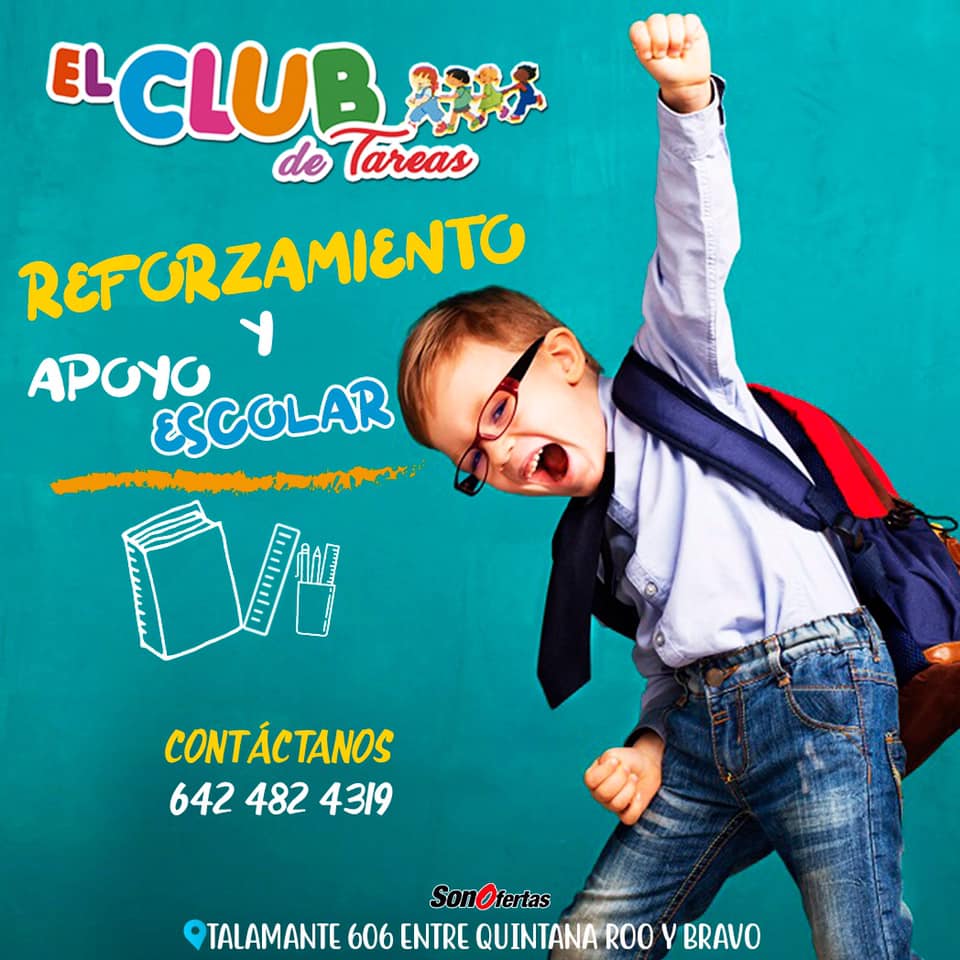 EL CLUB
de Tareas
REFORZAMIENTO
Y
APOYO
ESCOLAR
CONTÁCTANOS
642 482 4319
SonOfertas
TALAMANTE 606 ENTRE QUINTANA ROO Y BRAVO